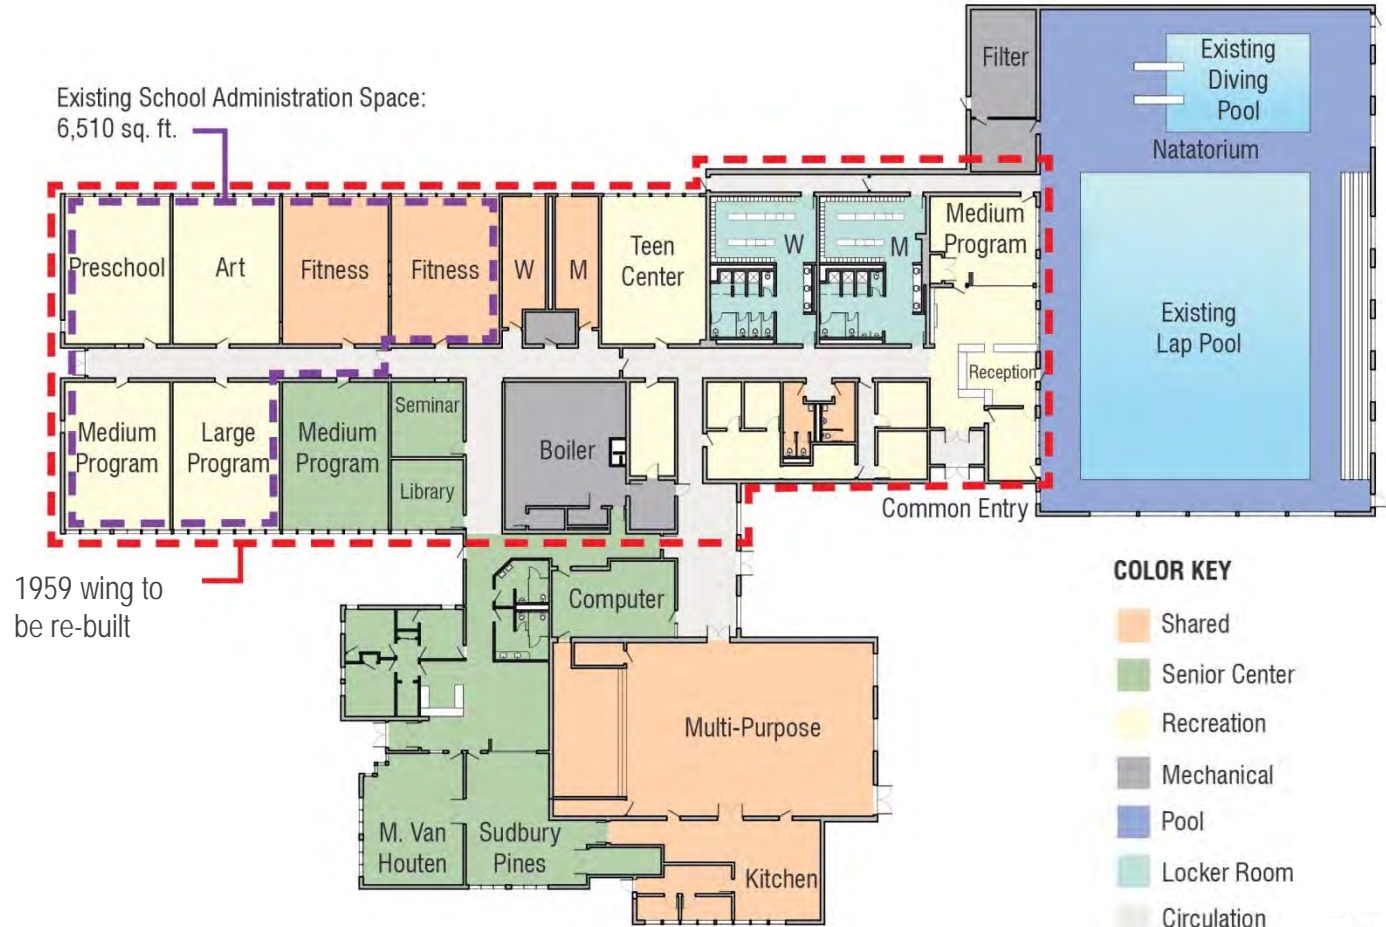 Existing School Administration Space:
6,510 sq. ft.
Filter
Existing
Diving
Pool
Natatorium
Preschool
Art
Fitness
Fitness
W
M
Teen
Center
W
M
Medium
Program
Existing
Lap Pool
Reception
Medium
Program
Large
Program
Medium
Program
Seminar
Library
Boiler
Common Entry
1959 wing to
be re-built
Computer
Multi-Purpose
M. Van
Houten
Sudbury
Pines
Kitchen
COLOR KEY
Shared
Senior Center
Recreation
Mechanical
Pool
Locker Room
Circulation